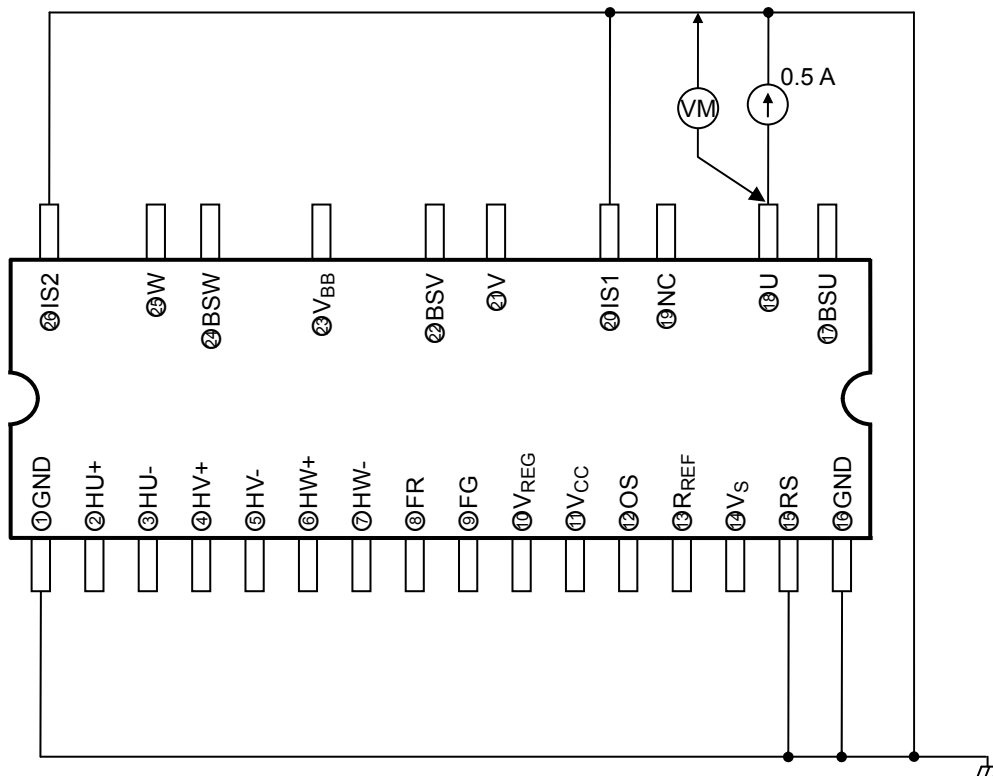 0.5 A
VM
㉖IS2
㉕W
㉔BSW
㉓VBB
㉒BSV
㉑V
⑳IS1
⑲NC
⑱U
⑰BSU
①GND
②HU+
③HU-
④HV+
⑤HV-
⑥HW+
⑦HW-
⑧FR
⑨FG
⑩VREG
⑪VCC
⑫OS
⑬RREF
⑭VS
⑮RS
⑯GND